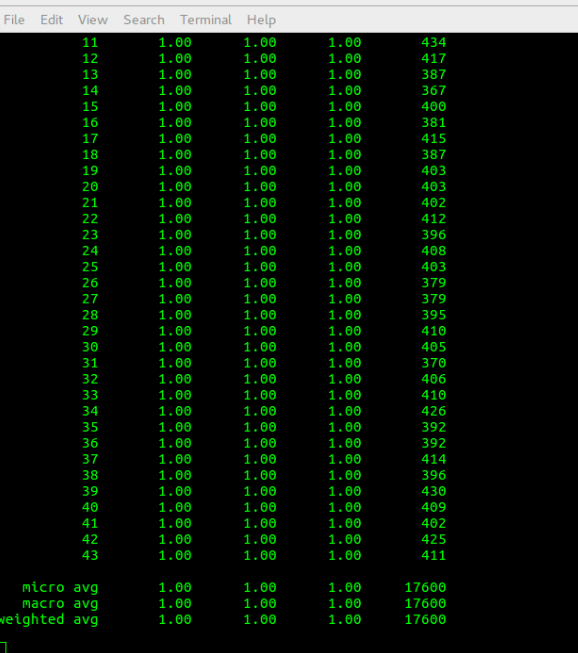 File Edit View Search Terminal Help
11 1.00 1.00 1.00 434
12 1.00 1.00 1.00 417
13 1.00 1.00 1.00 387
14 1.00 1.00 1.00 367
15 1.00 1.00 1.00 400
16 1.00 1.00 1.00 381
17 1.00 1.00 1.00 415
18 1.00 1.00 1.00 387
19 1.00 1.00 1.00 403
20 1.00 1.00 1.00 403
21 1.00 1.00 1.00 402
22 1.00 1.00 1.00 412
23 1.00 1.00 1.00 396
24 1.00 1.00 1.00 408
25 1.00 1.00 1.00 403
26 1.00 1.00 1.00 379
27 1.00 1.00 1.00 379
28 1.00 1.00 1.00 395
29 1.00 1.00 1.00 410
30 1.00 1.00 1.00 405
31 1.00 1.00 1.00 370
32 1.00 1.00 1.00 406
33 1.00 1.00 1.00 410
34 1.00 1.00 1.00 426
35 1.00 1.00 1.00 392
36 1.00 1.00 1.00 392
37 1.00 1.00 1.00 414
38 1.00 1.00 1.00 396
39 1.00 1.00 1.00 430
40 1.00 1.00 1.00 409
41 1.00 1.00 1.00 402
42 1.00 1.00 1.00 425
43 1.00 1.00 1.00 411
micro avg 1.00 1.00 1.00 17600
macro avg 1.00 1.00 1.00 17600
weighted avg 1.00 1.00 1.00 17600